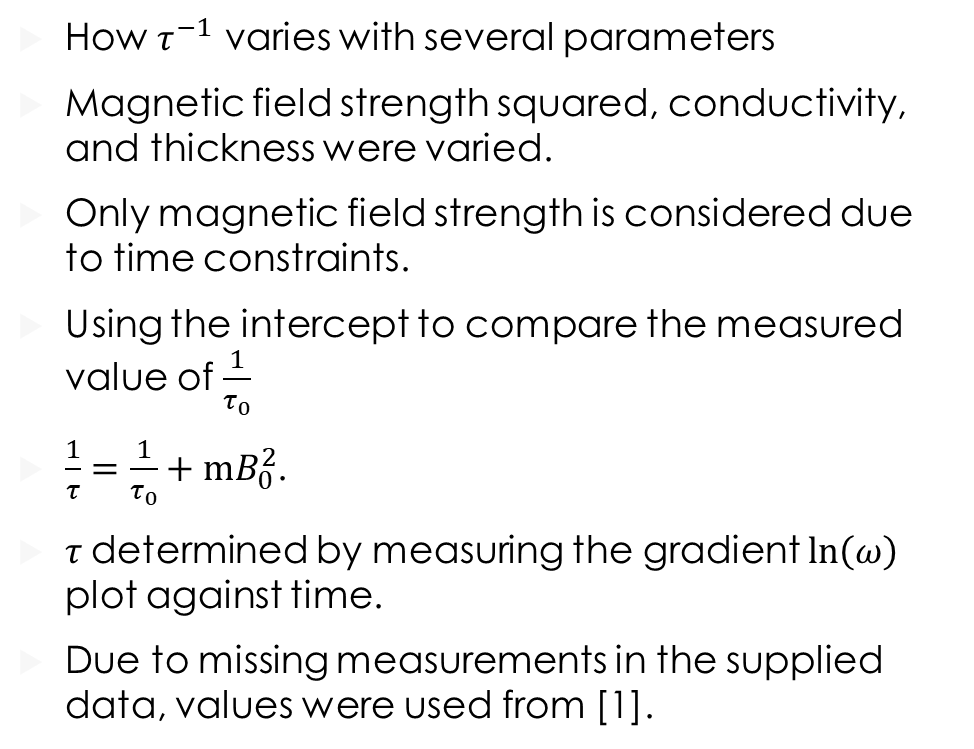 How τ⁻¹ varies with several parameters
Magnetic field strength squared, conductivity,
and thickness were varied.
Only magnetic field strength is considered due
to time constraints.
Using the intercept to compare the measured
value of 1/τ₀
1/τ = 1/τ₀ + mB₀².
τ determined by measuring the gradient ln(ω)
plot against time.
Due to missing measurements in the supplied
data, values were used from [1].